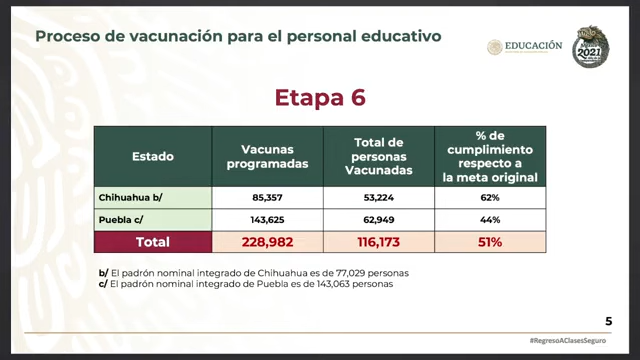 Proceso de vacunación para el personal educativo
EDUCACIÓN
México
2021
Etapa 6
Estado
Vacunas
programadas
Total de
personas
Vacunadas
% de
cumplimiento
respecto a
la meta original
Chihuahua b/ 85,357 53,224 62%
Puebla c/ 143,625 62,949 44%
Total 228,982 116,173 51%
b/ El padrón nominal integrado de Chihuahua es de 77,029 personas
c/ El padrón nominal integrado de Puebla es de 143,063 personas
5
#RegresoAClasesSeguro